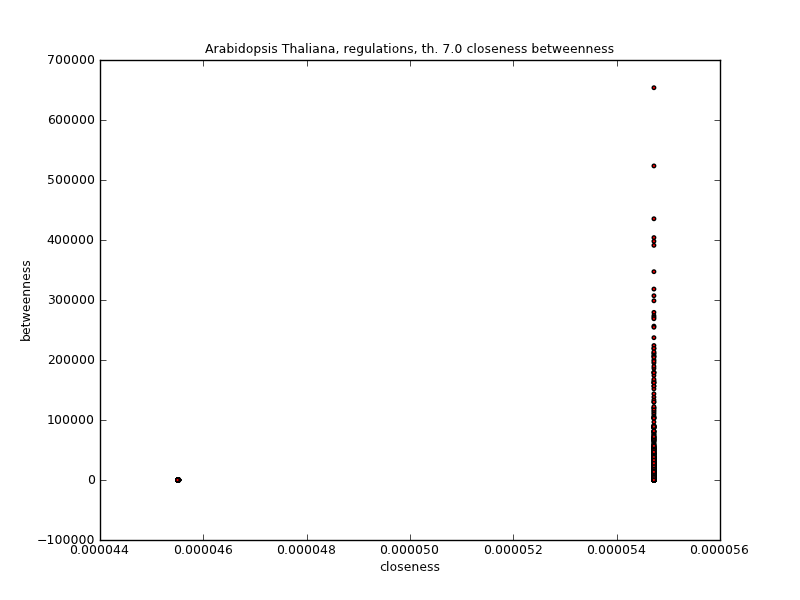 Arabidopsis Thaliana, regulations, th. 7.0 closeness betweenness
700000
600000
500000
400000
300000
200000
100000
0
−100000
betweenness
0.000044 0.000046 0.000048 0.000050 0.000052 0.000054 0.000056
closeness